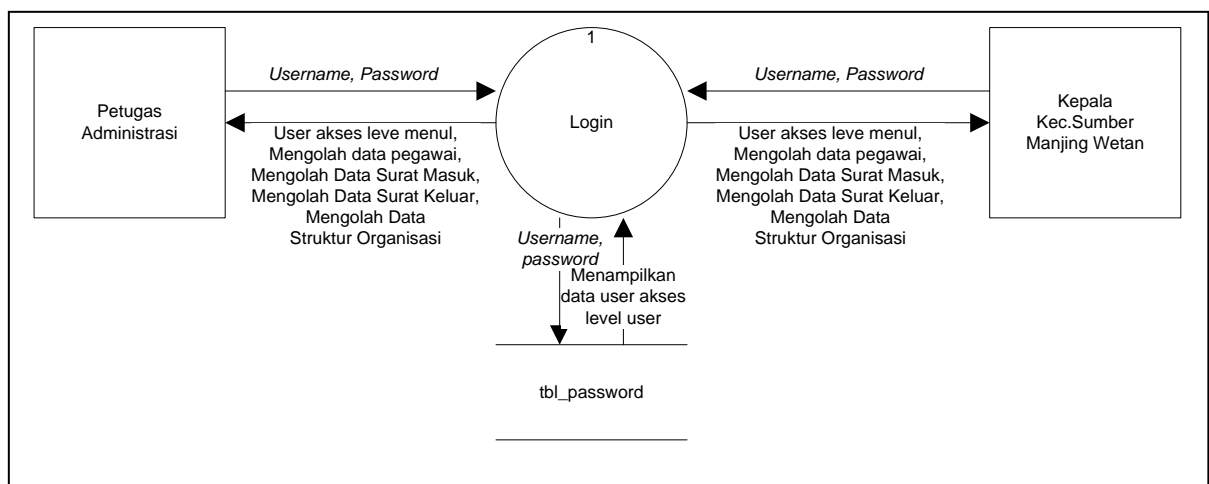 1
Username, Password
Username, Password
Petugas
Administrasi
Login
Kepala
Kec.Sumber
Manjing Wetan
User akses leve menul,
Mengolah data pegawai,
Mengolah Data Surat Masuk,
Mengolah Data Surat Keluar,
Mengolah Data
Struktur Organisasi
User akses leve menul,
Mengolah data pegawai,
Mengolah Data Surat Masuk,
Mengolah Data Surat Keluar,
Mengolah Data
Struktur Organisasi
Username,
password
Menampilkan
data user akses
level user
tbl_password